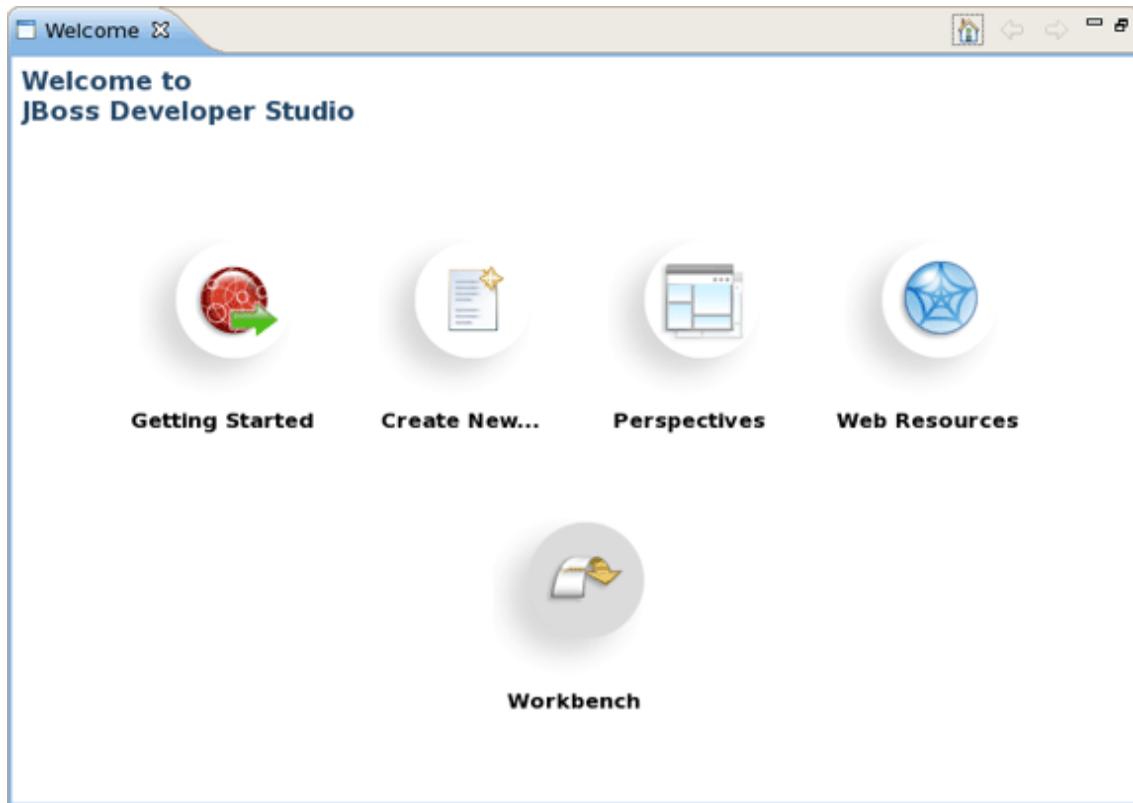 Welcome
Welcome to
JBoss Developer Studio
Getting Started
Create New...
Perspectives
Web Resources
Workbench